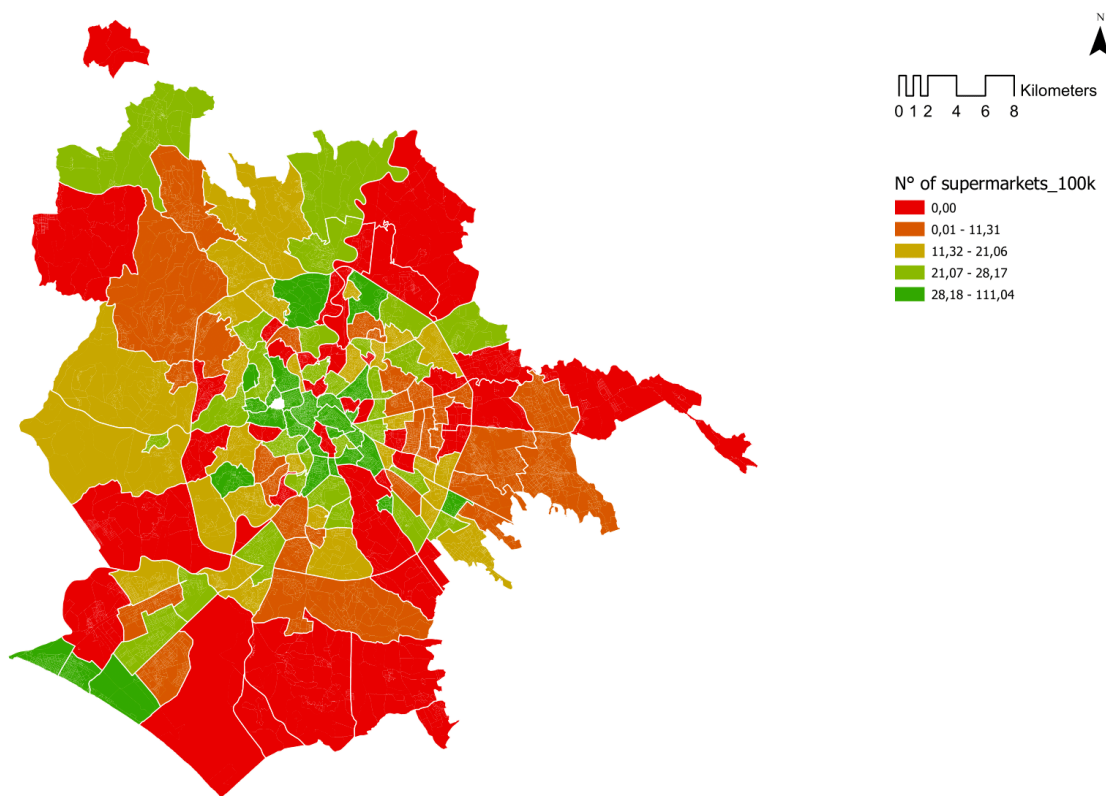 N
Kilometers
0 1 2 4 6 8
N° of supermarkets_100k
0,00
0,01 - 11,31
11,32 - 21,06
21,07 - 28,17
28,18 - 111,04